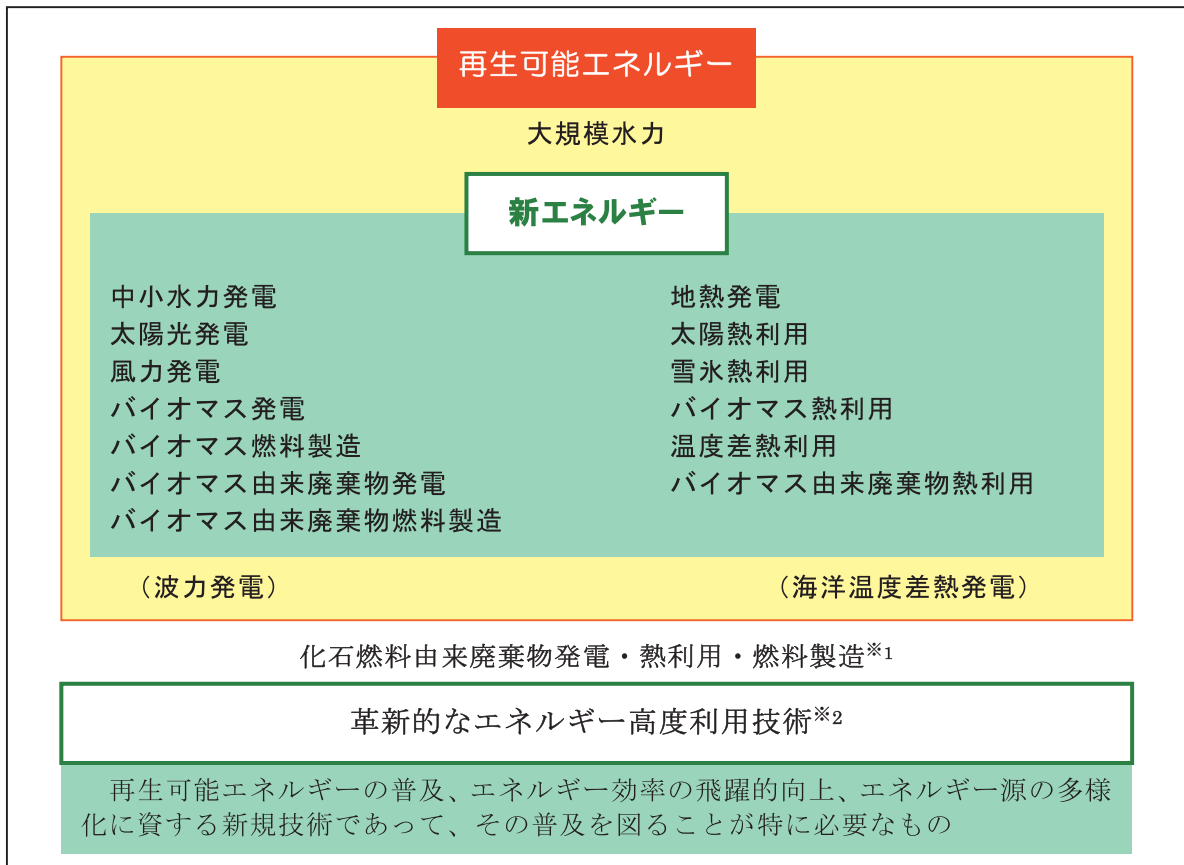 再生可能エネルギー
大規模水力
新エネルギー
中小水力発電
太陽光発電
風力発電
バイオマス発電
バイオマス燃料製造
バイオマス由来廃棄物発電
バイオマス由来廃棄物燃料製造
地熱発電
太陽熱利用
雪氷熱利用
バイオマス熱利用
温度差熱利用
バイオマス由来廃棄物熱利用
（波力発電）
（海洋温度差熱発電）
化石燃料由来廃棄物発電・熱利用・燃料製造※1
革新的なエネルギー高度利用技術※2
再生可能エネルギーの普及、エネルギー効率の飛躍的向上、エネルギー源の多様
化に資する新規技術であって、その普及を図ることが特に必要なもの